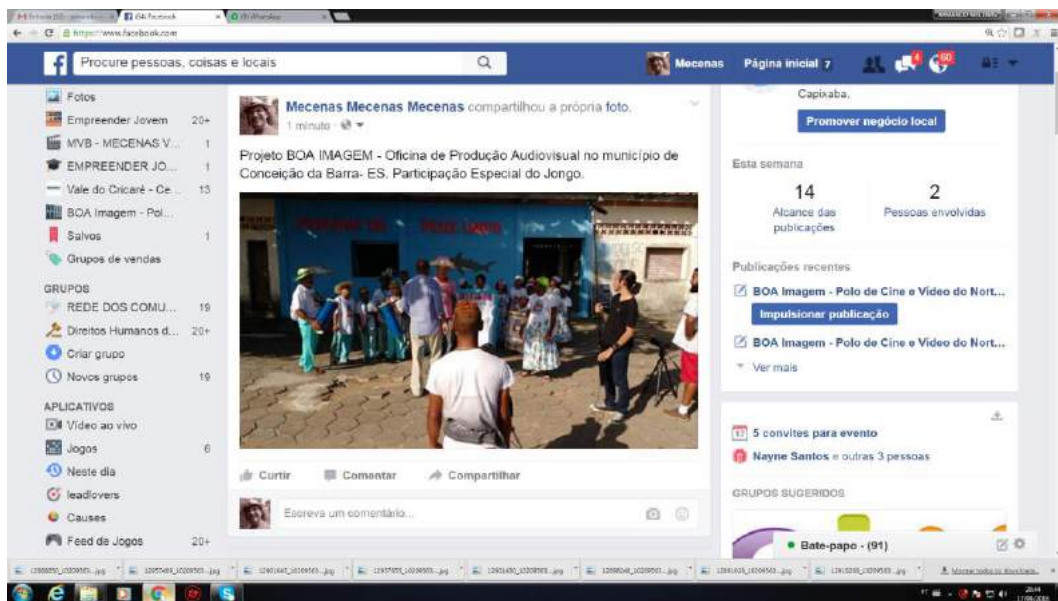 (94) Facebook
https://www.facebook.com
Procure pessoas, coisas e locais
Mecenas
Página inicial 7
4
60
Fotos
Empreender Jovem 20+
MVB - MECENAS V... 1
EMPREENDER JO... 1
Vale do Cricaré - Ce... 13
BOA Imagem - Pol...
Salvos 1
Grupos de vendas
GRUPOS
REDE DOS COMU... 19
Direitos Humanos d... 20+
Criar grupo
Novos grupos 19
APLICATIVOS
Vídeo ao vivo
Jogos 6
Neste dia
leadlovers
Causes
Feed de Jogos 20+
Mecenas Mecenas Mecenas compartilhou a própria foto.
1 minuto
Projeto BOA IMAGEM - Oficina de Produção Audiovisual no município de
Conceição da Barra- ES. Participação Especial do Jongo.
Curtir Comentar Compartilhar
Escreva um comentário...
Capixaba.
Promover negócio local
Esta semana
14
Alcance das
publicações
2
Pessoas envolvidas
Publicações recentes
BOA Imagem - Polo de Cine e Vídeo do Nort...
Impulsionar publicação
BOA Imagem - Polo de Cine e Vídeo do Nort...
Ver mais
17 5 convites para evento
Nayne Santos e outras 3 pessoas
GRUPOS SUGERIDOS
Bate-papo - (91)
PT